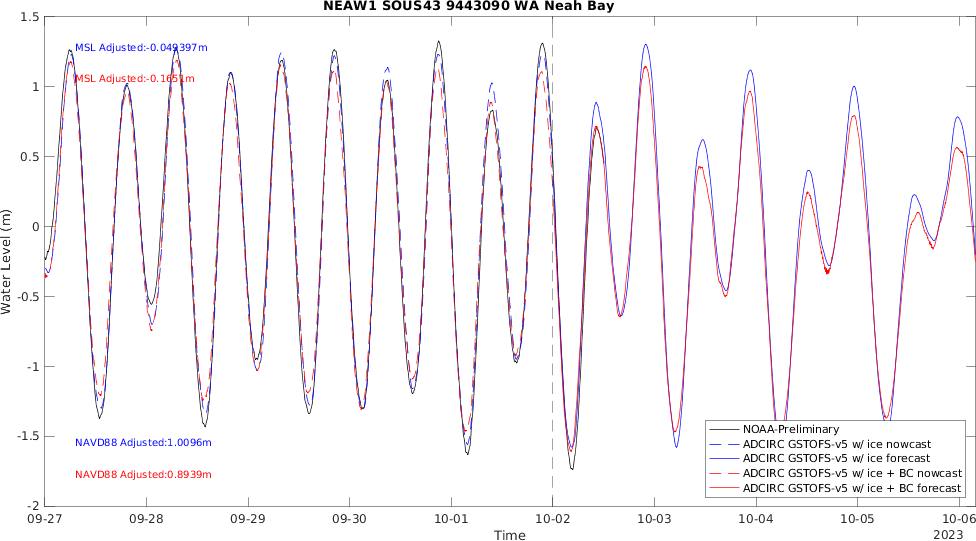 NEAW1 SOUS43 9443090 WA Neah Bay
1.5
1
0.5
0
-0.5
-1
-1.5
-2
Water Level (m)
MSL Adjusted:-0.049397m
MSL Adjusted:-0.1651m
NAVD88 Adjusted:1.0096m
NAVD88 Adjusted:0.8939m
NOAA-Preliminary
ADCIRC GSTOFS-v5 w/ ice nowcast
ADCIRC GSTOFS-v5 w/ ice forecast
ADCIRC GSTOFS-v5 w/ ice + BC nowcast
ADCIRC GSTOFS-v5 w/ ice + BC forecast
09-27 09-28 09-29 09-30 10-01 10-02 10-03 10-04 10-05 10-06
Time
2023